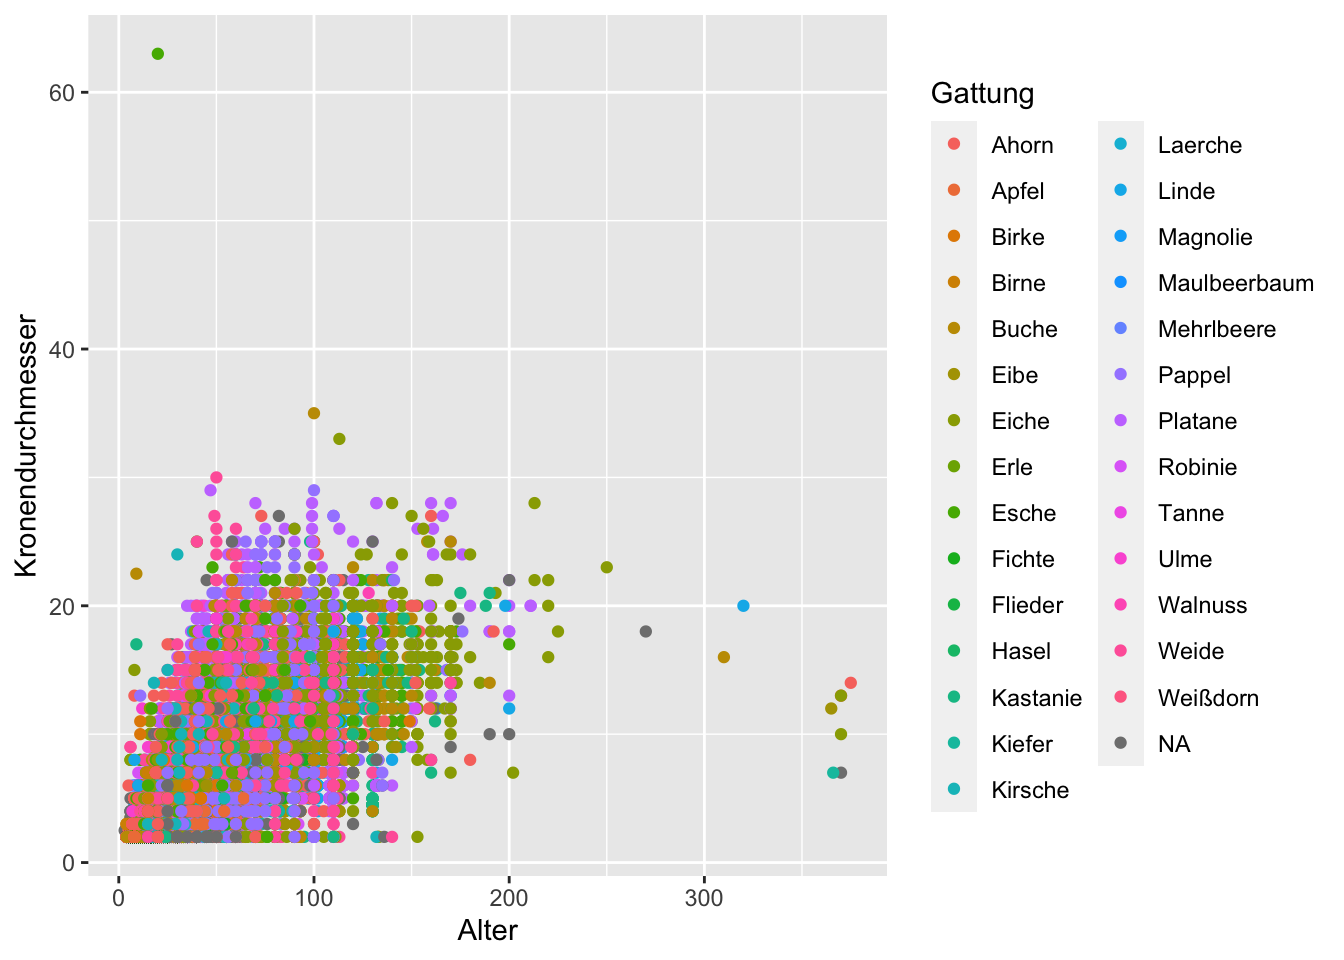 60
40
20
0
Kronendurchmesser
0 100 200 300
Alter
Gattung
Ahorn
Apfel
Birke
Birne
Buche
Eibe
Eiche
Erle
Esche
Fichte
Flieder
Hasel
Kastanie
Kiefer
Kirsche
Laerche
Linde
Magnolie
Maulbeerbaum
Mehrlbeere
Pappel
Platane
Robinie
Tanne
Ulme
Walnuss
Weide
Weißdorn
NA